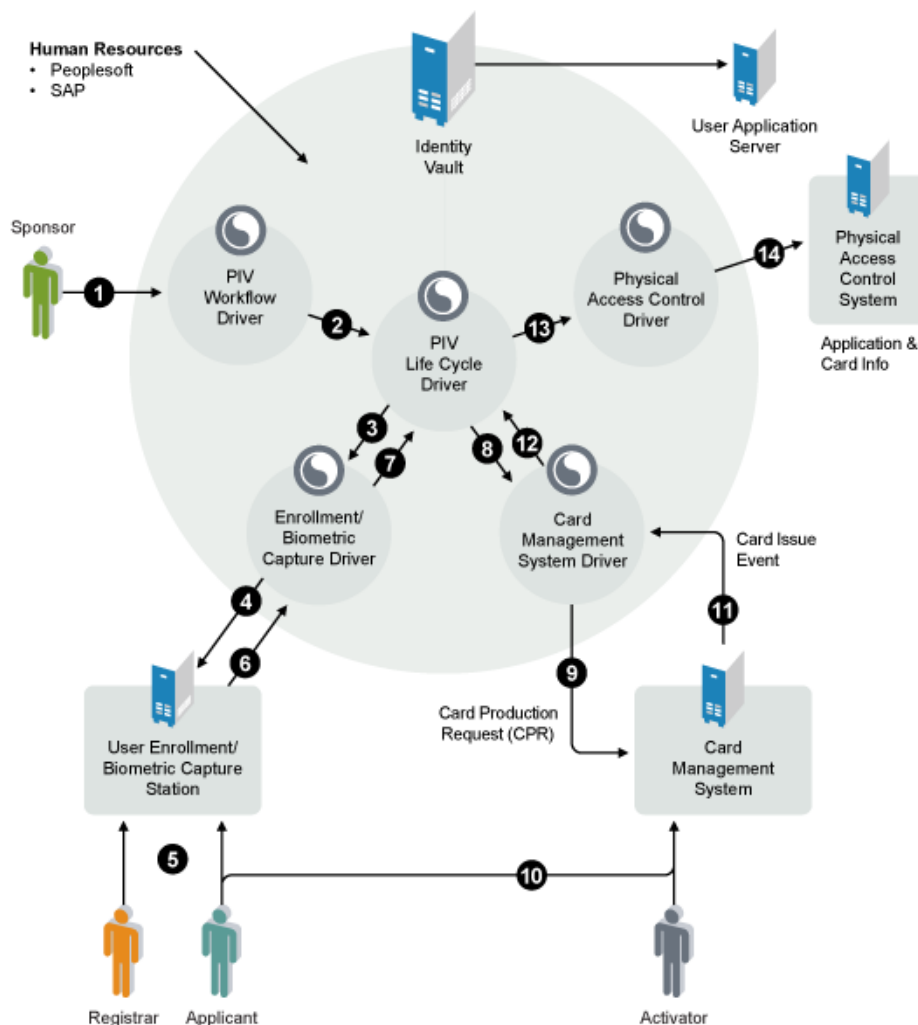 Human Resources
• Peoplesoft
• SAP
Identity
Vault
User Application
Server
Sponsor
1
PIV
Workflow
Driver
2
PIV
Life Cycle
Driver
13
Physical
Access Control
Driver
14
Physical
Access
Control
System
Application &
Card Info
3
7
8
12
Enrollment/
Biometric
Capture Driver
Card
Management
System Driver
Card Issue
Event
4
6
11
9
Card Production
Request (CPR)
User Enrollment/
Biometric Capture
Station
Card
Management
System
5
10
Registrar
Applicant
Activator